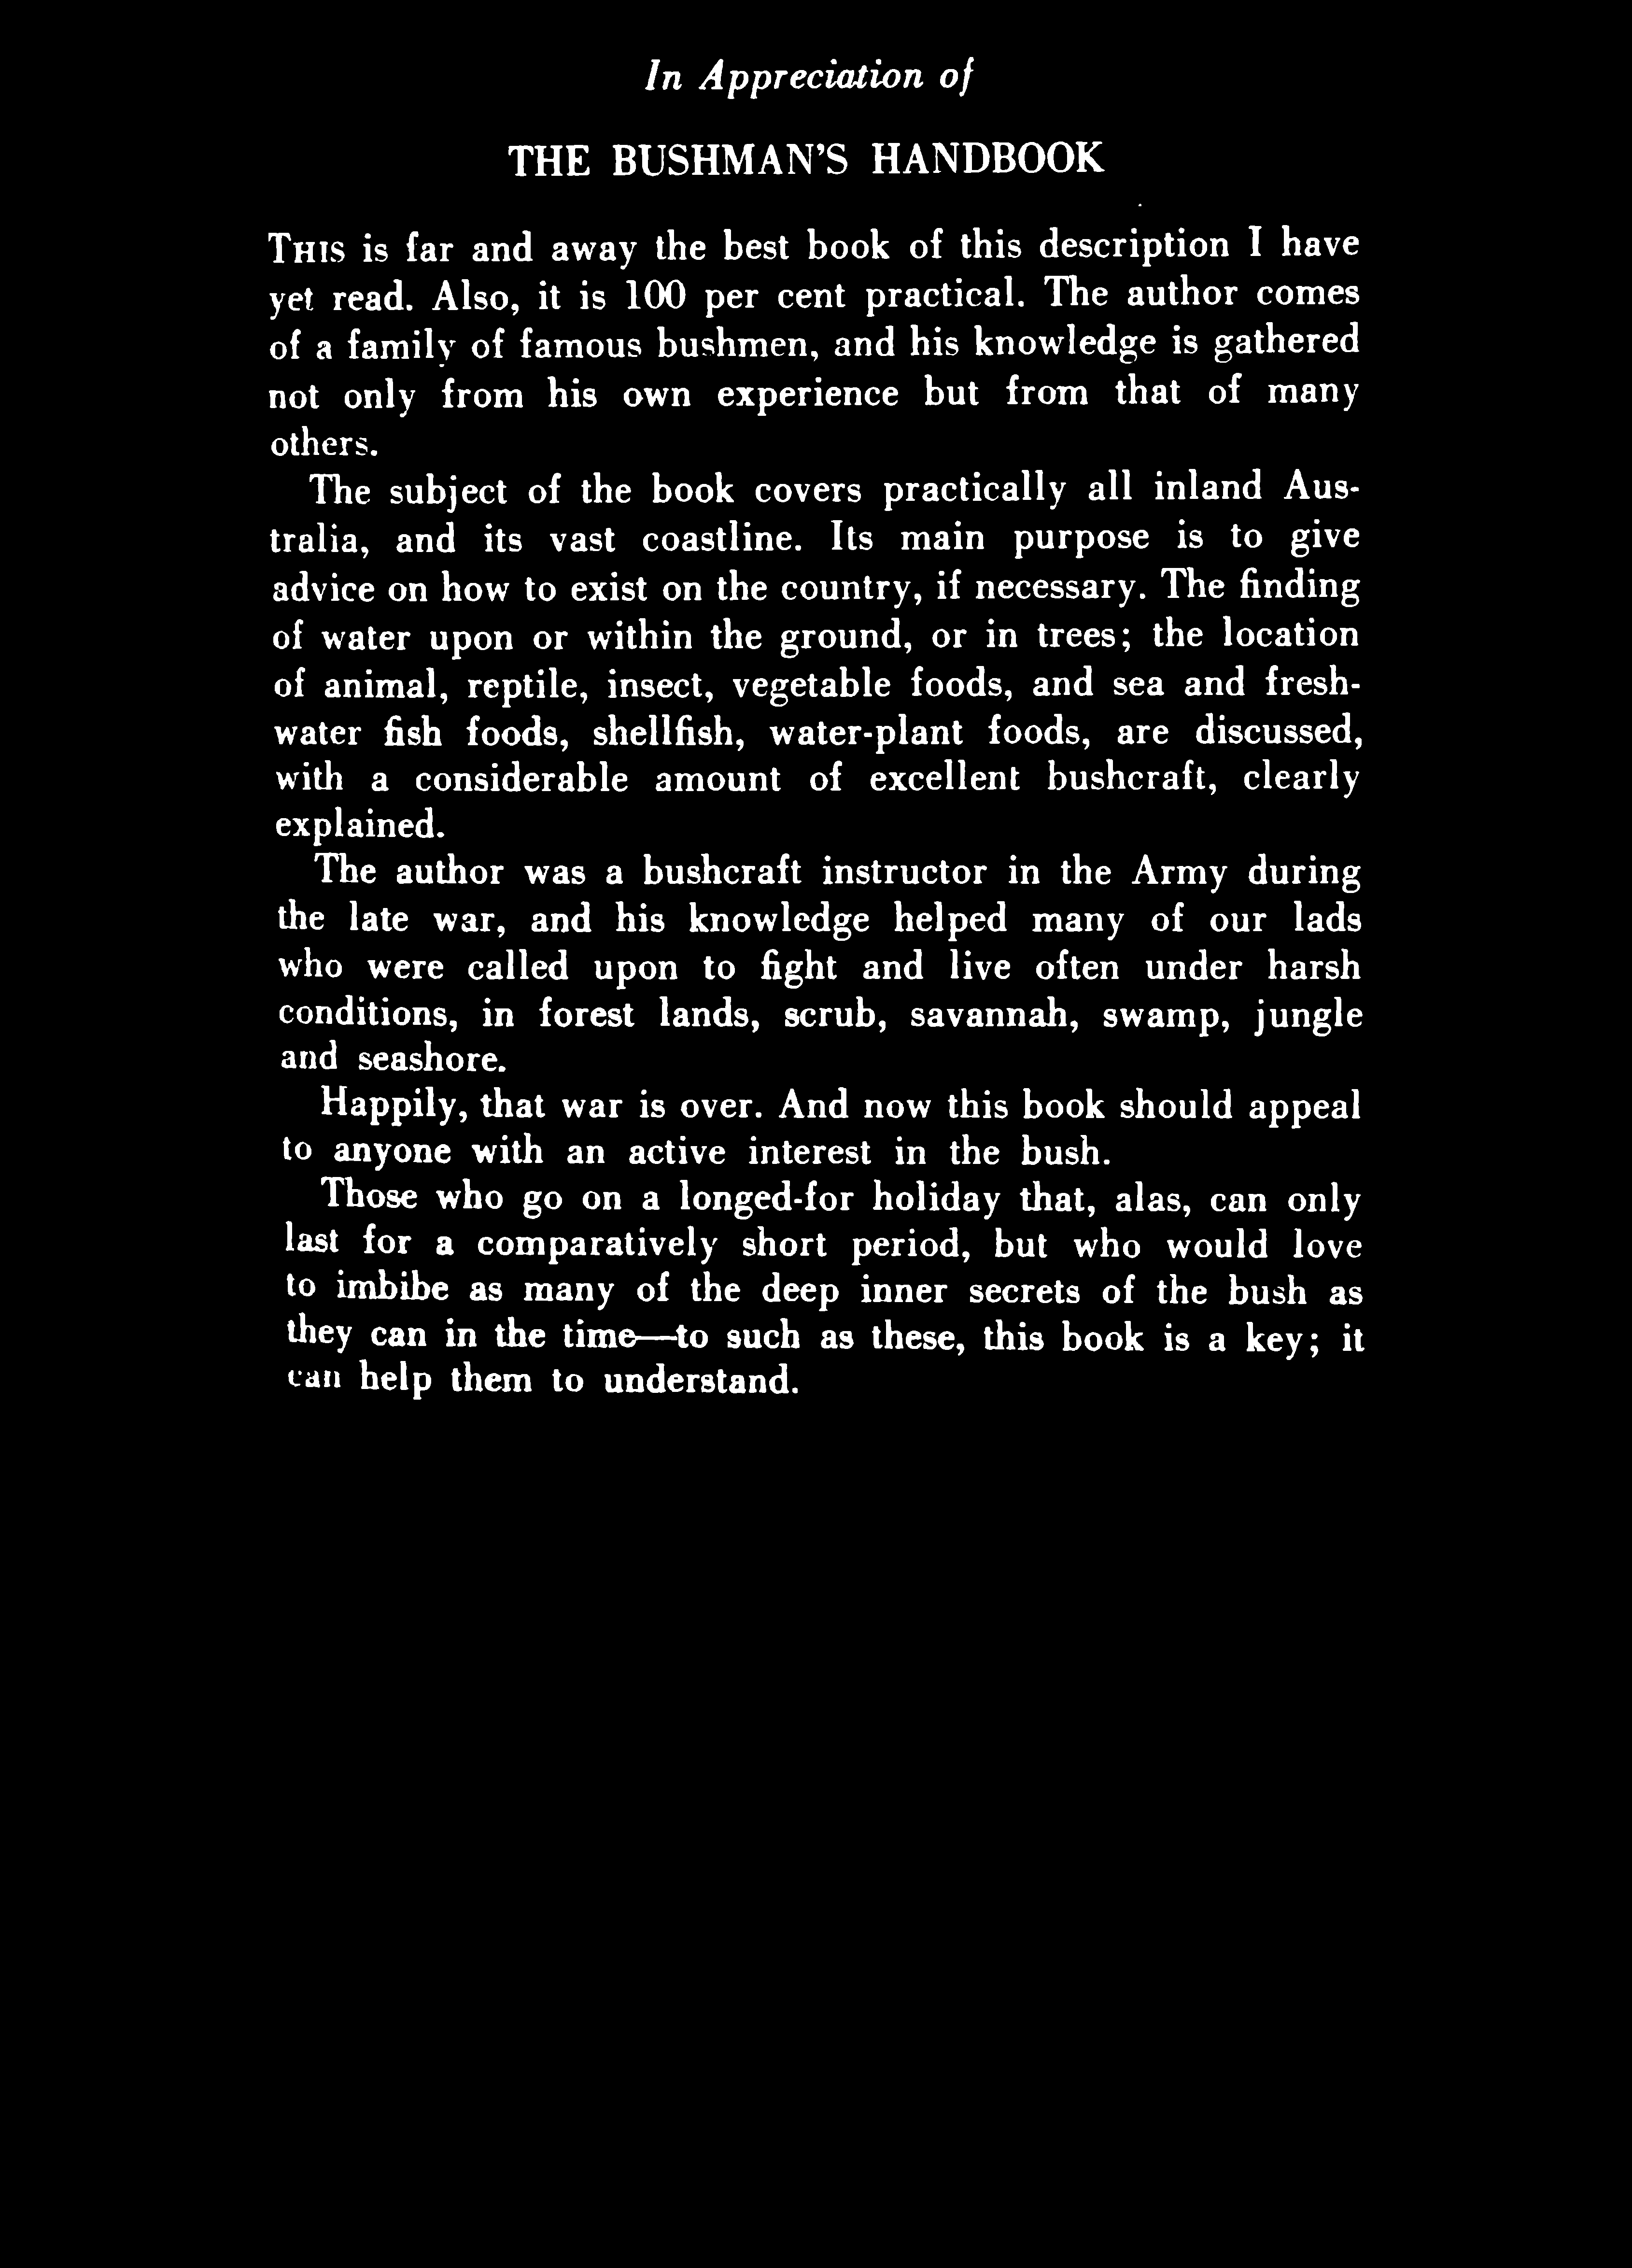 In Appreciation of
THE BUSHMAN'S HANDBOOK
THIS is far and away the best book of this description I have
yet read. Also, it is 100 per cent practical. The author comes
of a family of famous bushmen, and his knowledge is gathered
not only from his own experience but from that of many
others.
The subject of the book covers practically all inland Aus-
tralia, and its vast coastline. Its main purpose is to give
advice on how to exist on the country, if necessary. The finding
of water upon or within the ground, or in trees; the location
of animal, reptile, insect, vegetable foods, and sea and fresh-
water fish foods, shellfish, water-plant foods, are discussed,
with a considerable amount of excellent bushcraft, clearly
explained.
The author was a bushcraft instructor in the Army during
the late war, and his knowledge helped many of our lads
who were called upon to fight and live often under harsh
conditions, in forest lands, scrub, savannah, swamp, jungle
and seashore.
Happily, that war is over. And now this book should appeal
to anyone with an active interest in the bush.
Those who go on a longed-for holiday that, alas, can only
last for a comparatively short period, but who would love
to imbibe as many of the deep inner secrets of the bush as
they can in the time—to such as these, this book is a key; it
can help them to understand.